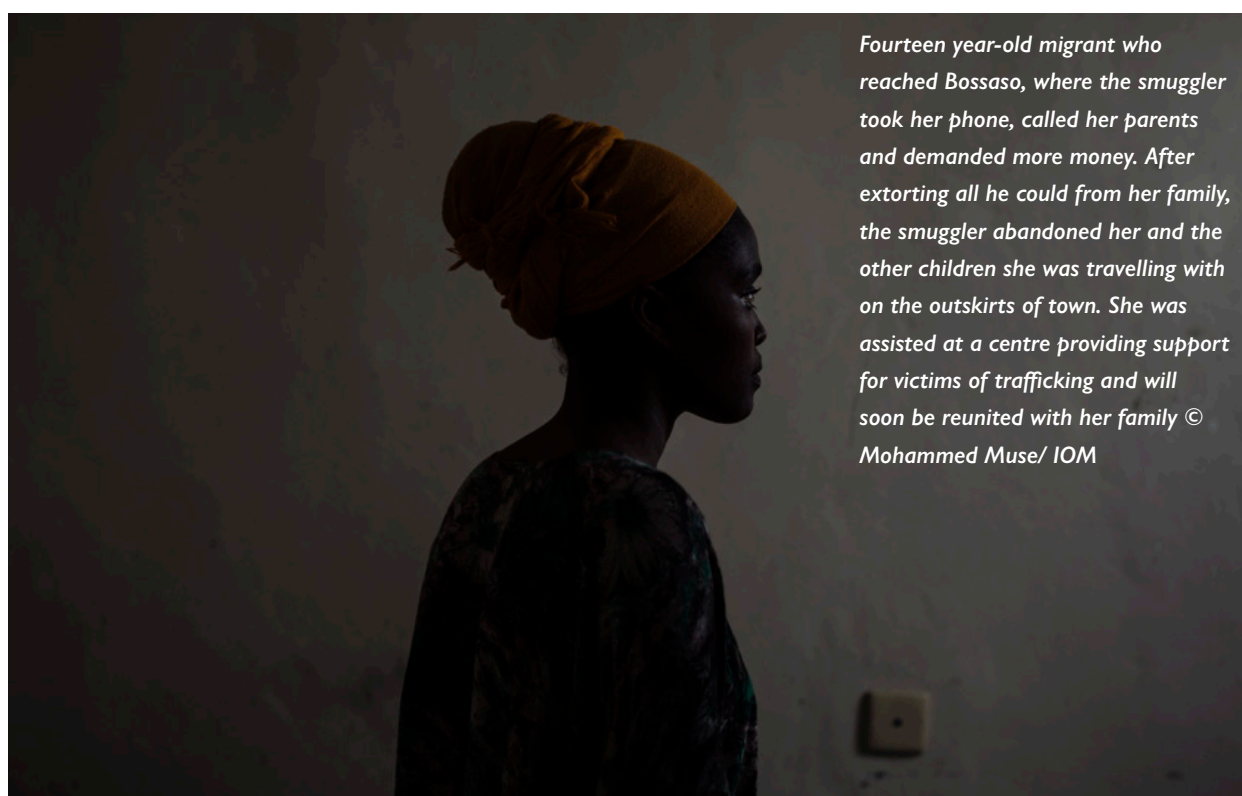 Fourteen year-old migrant who
reached Bossaso, where the smuggler
took her phone, called her parents
and demanded more money. After
extorting all he could from her family,
the smuggler abandoned her and the
other children she was travelling with
on the outskirts of town. She was
assisted at a centre providing support
for victims of trafficking and will
soon be reunited with her family ©
Mohammed Muse/ IOM